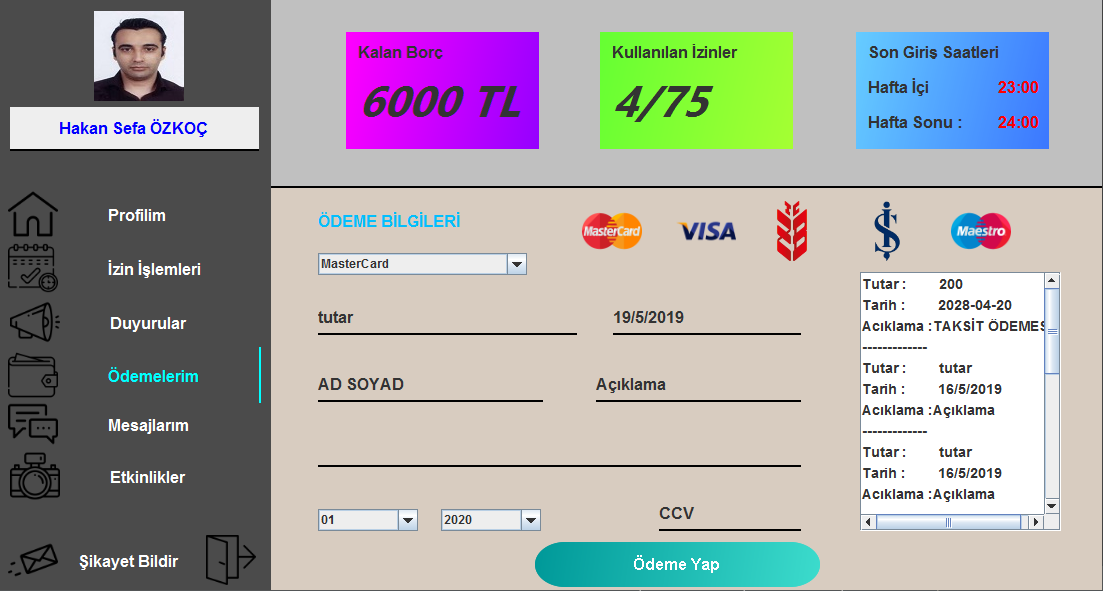 Hakan Sefa ÖZKOÇ
Profilim
İzin İşlemleri
Duyurular
Ödemelerim
Mesajlarım
Etkinlikler
Şikayet Bildir
Kalan Borç
6000 TL
Kullanılan İzinler
4/75
Son Giriş Saatleri
Hafta İçi 23:00
Hafta Sonu : 24:00
ÖDEME BİLGİLERİ
MasterCard VISA Maestro
MasterCard
tutar 19/5/2019
AD SOYAD Açıklama
01 2020 CCV
Ödeme Yap
Tutar : 200
Tarih : 2028-04-20
Acıklama :TAKSİT ÖDEMES
-------------
Tutar : tutar
Tarih : 16/5/2019
Acıklama :Açıklama
-------------
Tutar : tutar
Tarih : 16/5/2019
Acıklama :Açıklama